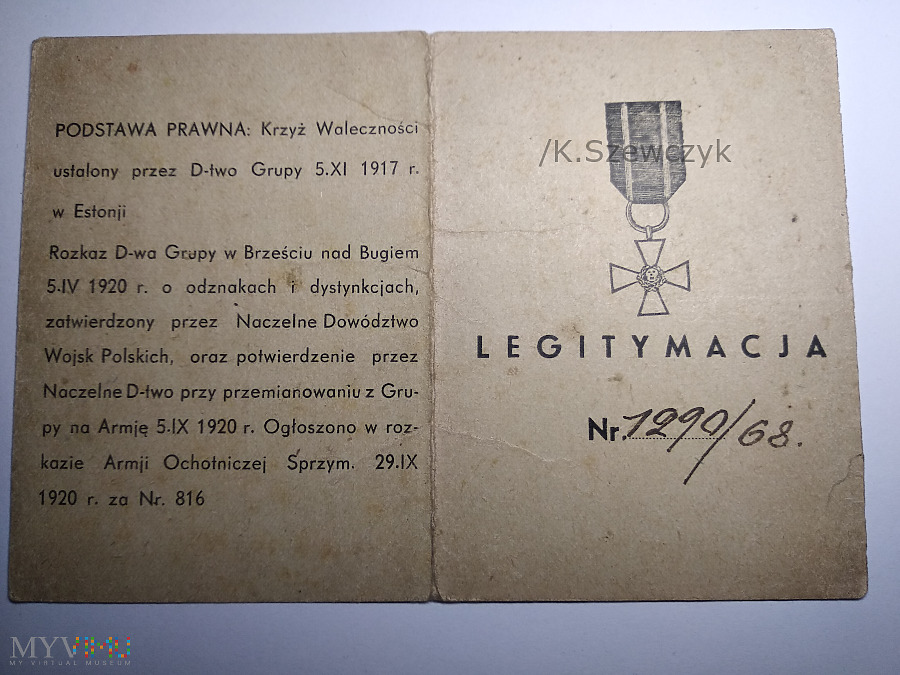 PODSTAWA PRAWNA: Krzyż Waleczności
ustalony przez D-two Grupy 5.XI 1917 r.
w Estonji
Rozkaz D-wa Grupy w Brześciu nad Bugiem
5-IV 1920 r. o odznakach i dystynkcjach,
zatwierdzony przez Naczelne Dowództwo
Wojsk Polskich, oraz potwierdzenie przez
Naczelne D-two przy przemianowaniu z Gru-
py na Armję 5-IX 1920 r. Ogłoszono w roz-
kazie Armji Ochotniczej Sprzym. 29.IX
1920 r. za Nr. 816
/K.Szewczyk
LEGITYMACJA
Nr. 1290/68.
MYVIMU
MY VIRTUAL MUSEUM